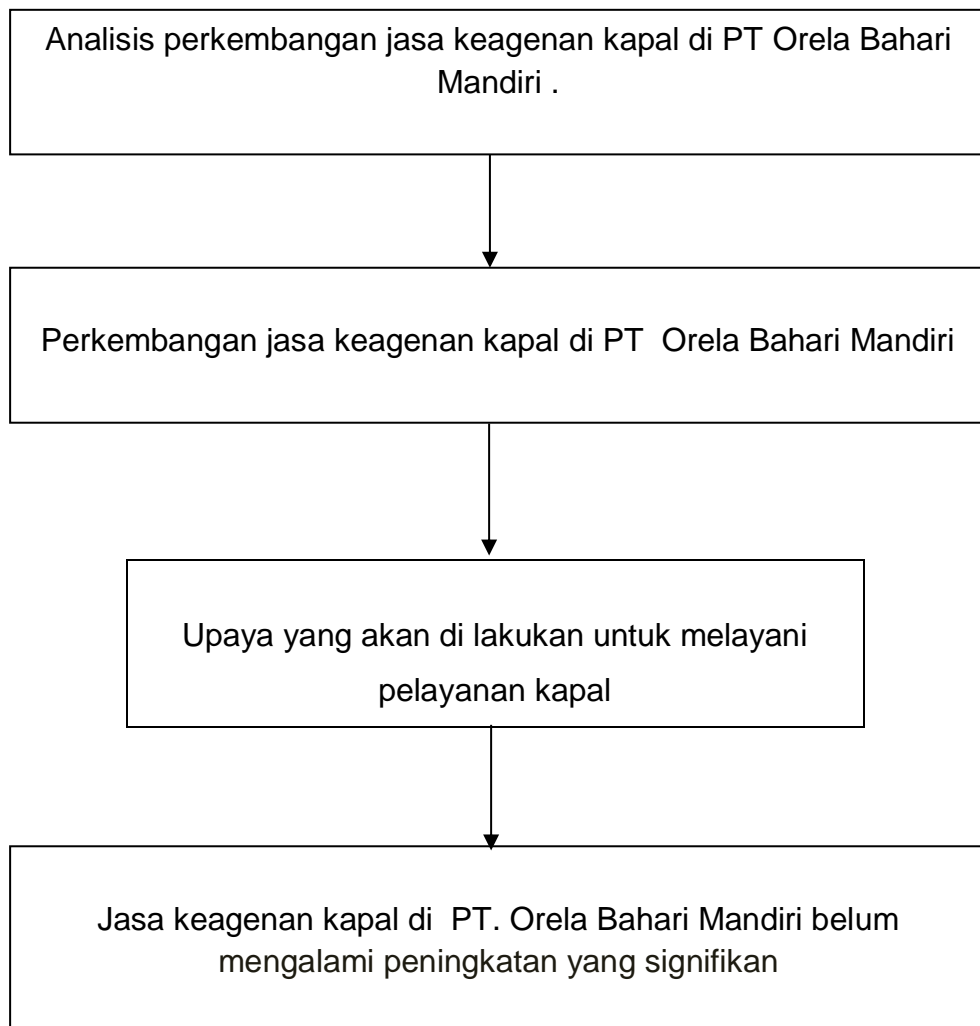 Analisis perkembangan jasa keagenan kapal di PT Orela Bahari
Mandiri .
Perkembangan jasa keagenan kapal di PT  Orela Bahari Mandiri
Upaya yang akan di lakukan untuk melayani
pelayanan kapal
Jasa keagenan kapal di  PT. Orela Bahari Mandiri belum
mengalami peningkatan yang signifikan